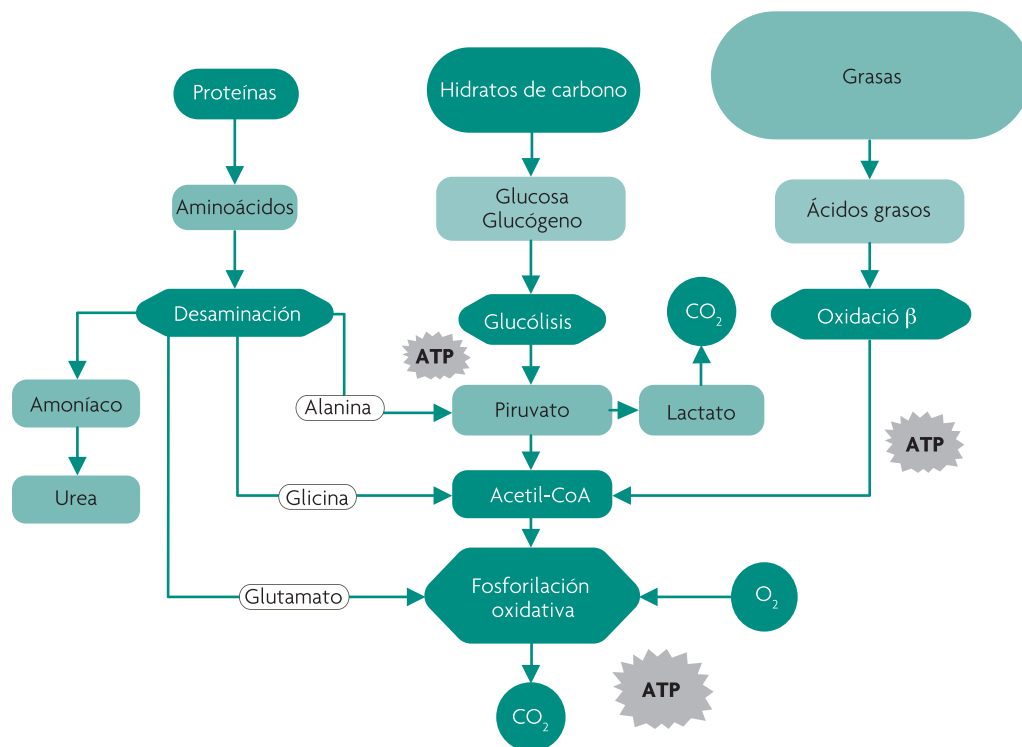 Proteínas
Hidratos de carbono
Grasas
Aminoácidos
Glucosa
Glucógeno
Ácidos grasos
Desaminación
Glucólisis
CO2
Oxidació β
ATP
Amoníaco
Alanina
Piruvato
Lactato
ATP
Urea
Glicina
Acetil-CoA
Glutamato
Fosforilación
oxidativa
O2
ATP
CO2